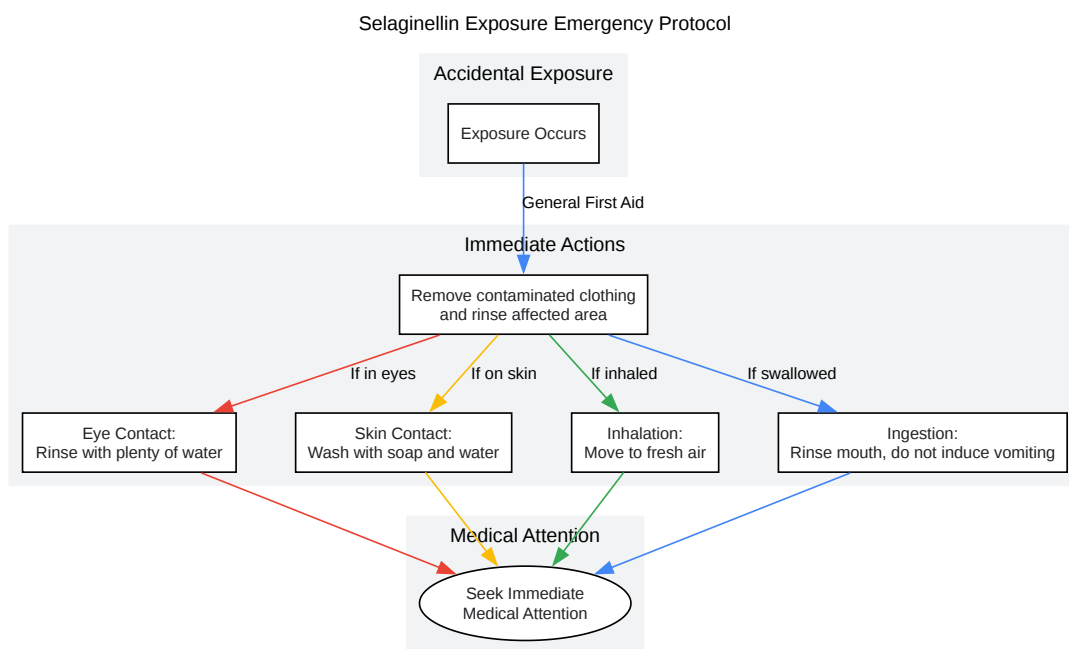 Selaginellin Exposure Emergency Protocol
Accidental Exposure
Exposure Occurs
General First Aid
Immediate Actions
Remove contaminated clothing
and rinse affected area
If in eyes
If on skin
If inhaled
If swallowed
Eye Contact:
Rinse with plenty of water
Skin Contact:
Wash with soap and water
Inhalation:
Move to fresh air
Ingestion:
Rinse mouth, do not induce vomiting
Medical Attention
Seek Immediate
Medical Attention